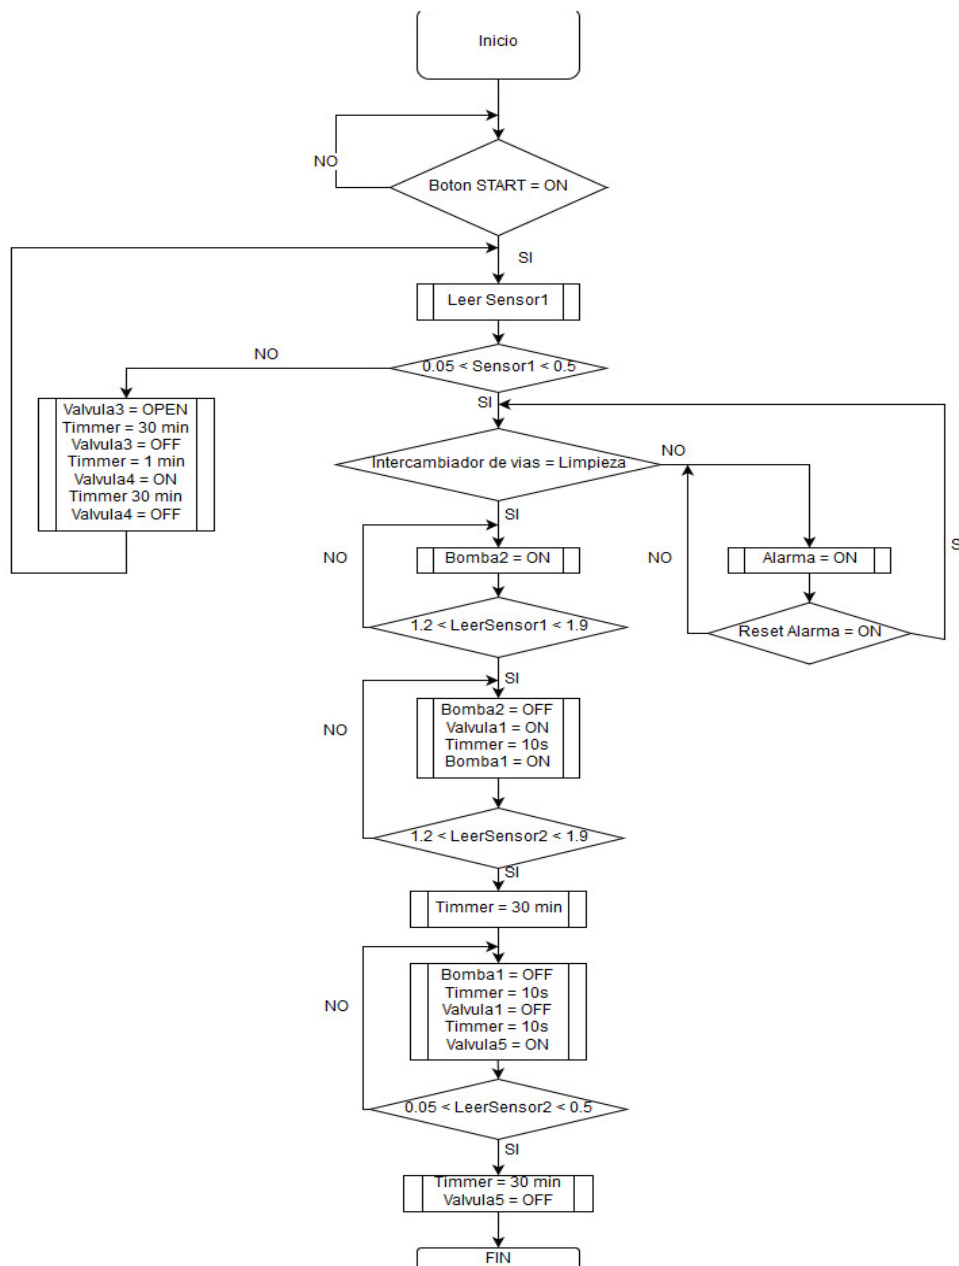 Inicio
NO
Boton START = ON
SI
Leer Sensor1
NO
0.05 < Sensor1 < 0.5
SI
Valvula3 = OPEN
Timmer = 30 min
Valvula3 = OFF
Timmer = 1 min
Valvula4 = ON
Timmer 30 min
Valvula4 = OFF
Intercambiador de vias = Limpieza
NO
SI
NO
Bomba2 = ON
NO
Alarma = ON
1.2 < LeerSensor1 < 1.9
Reset Alarma = ON
SI
NO
Bomba2 = OFF
Valvula1 = ON
Timmer = 10s
Bomba1 = ON
1.2 < LeerSensor2 < 1.9
SI
Timmer = 30 min
NO
Bomba1 = OFF
Timmer = 10s
Valvula1 = OFF
Timmer = 10s
Valvula5 = ON
0.05 < LeerSensor2 < 0.5
SI
Timmer = 30 min
Valvula5 = OFF
FIN